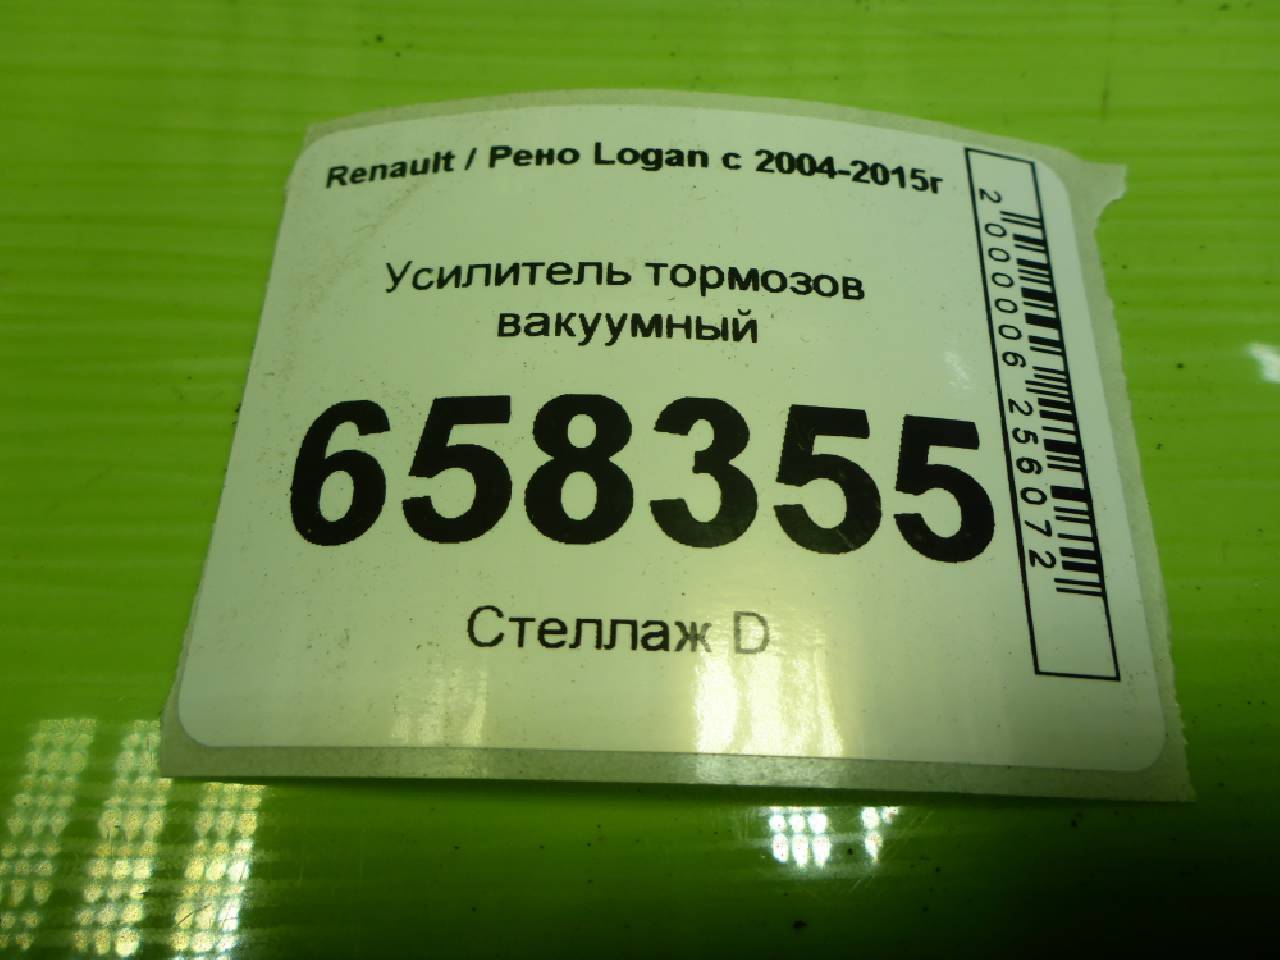 Renault / Рено Logan с 2004-2015г
Усилитель тормозов
вакуумный
658355
Стеллаж D
2000006256072